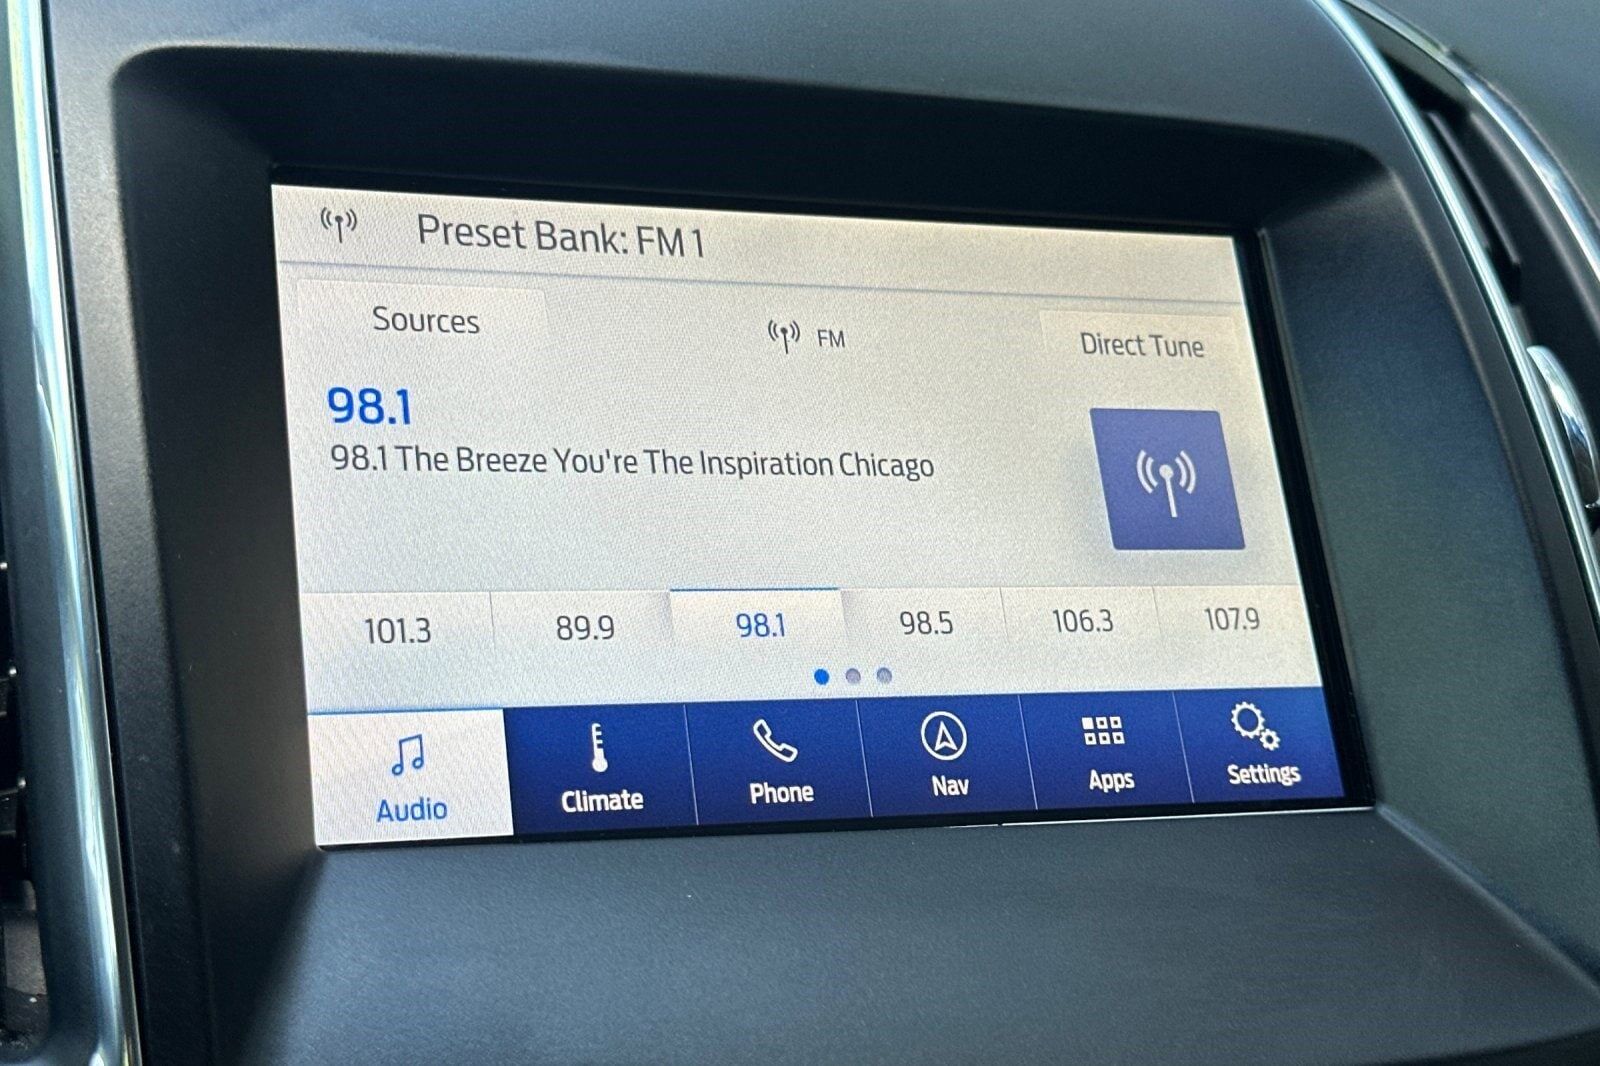 Preset Bank: FM 1
Sources
FM
Direct Tune
98.1
98.1 The Breeze You're The Inspiration Chicago
101.3
89.9
98.1
98.5
106.3
107.9
Audio
Climate
Phone
Nav
Apps
Settings